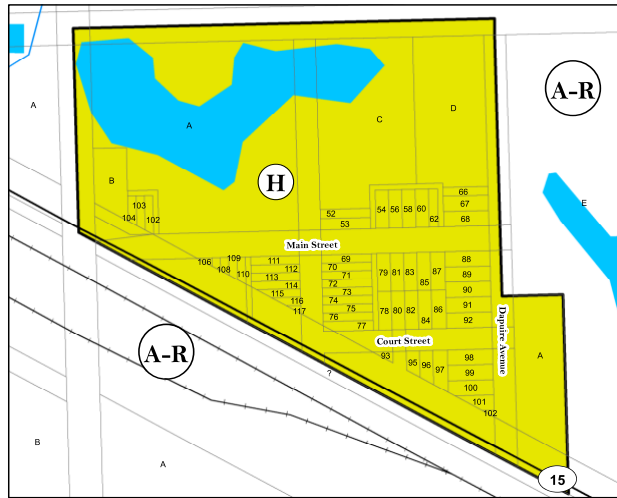 A
A
C
D
A-R
B
H
E
103
104
102
52
53
54 56 58 60
62
66
67
68
Main Street
106
108
109
110
111
112
113
114
115
116
117
69
70
71
72
73
74
75
76
77
79 81 83
85
87
78 80 82
84
86
88
89
90
91
92
Dapuire Avenue
A-R
Court Street
?
93
95 96 97
98
99
100
101
102
A
B
A
15